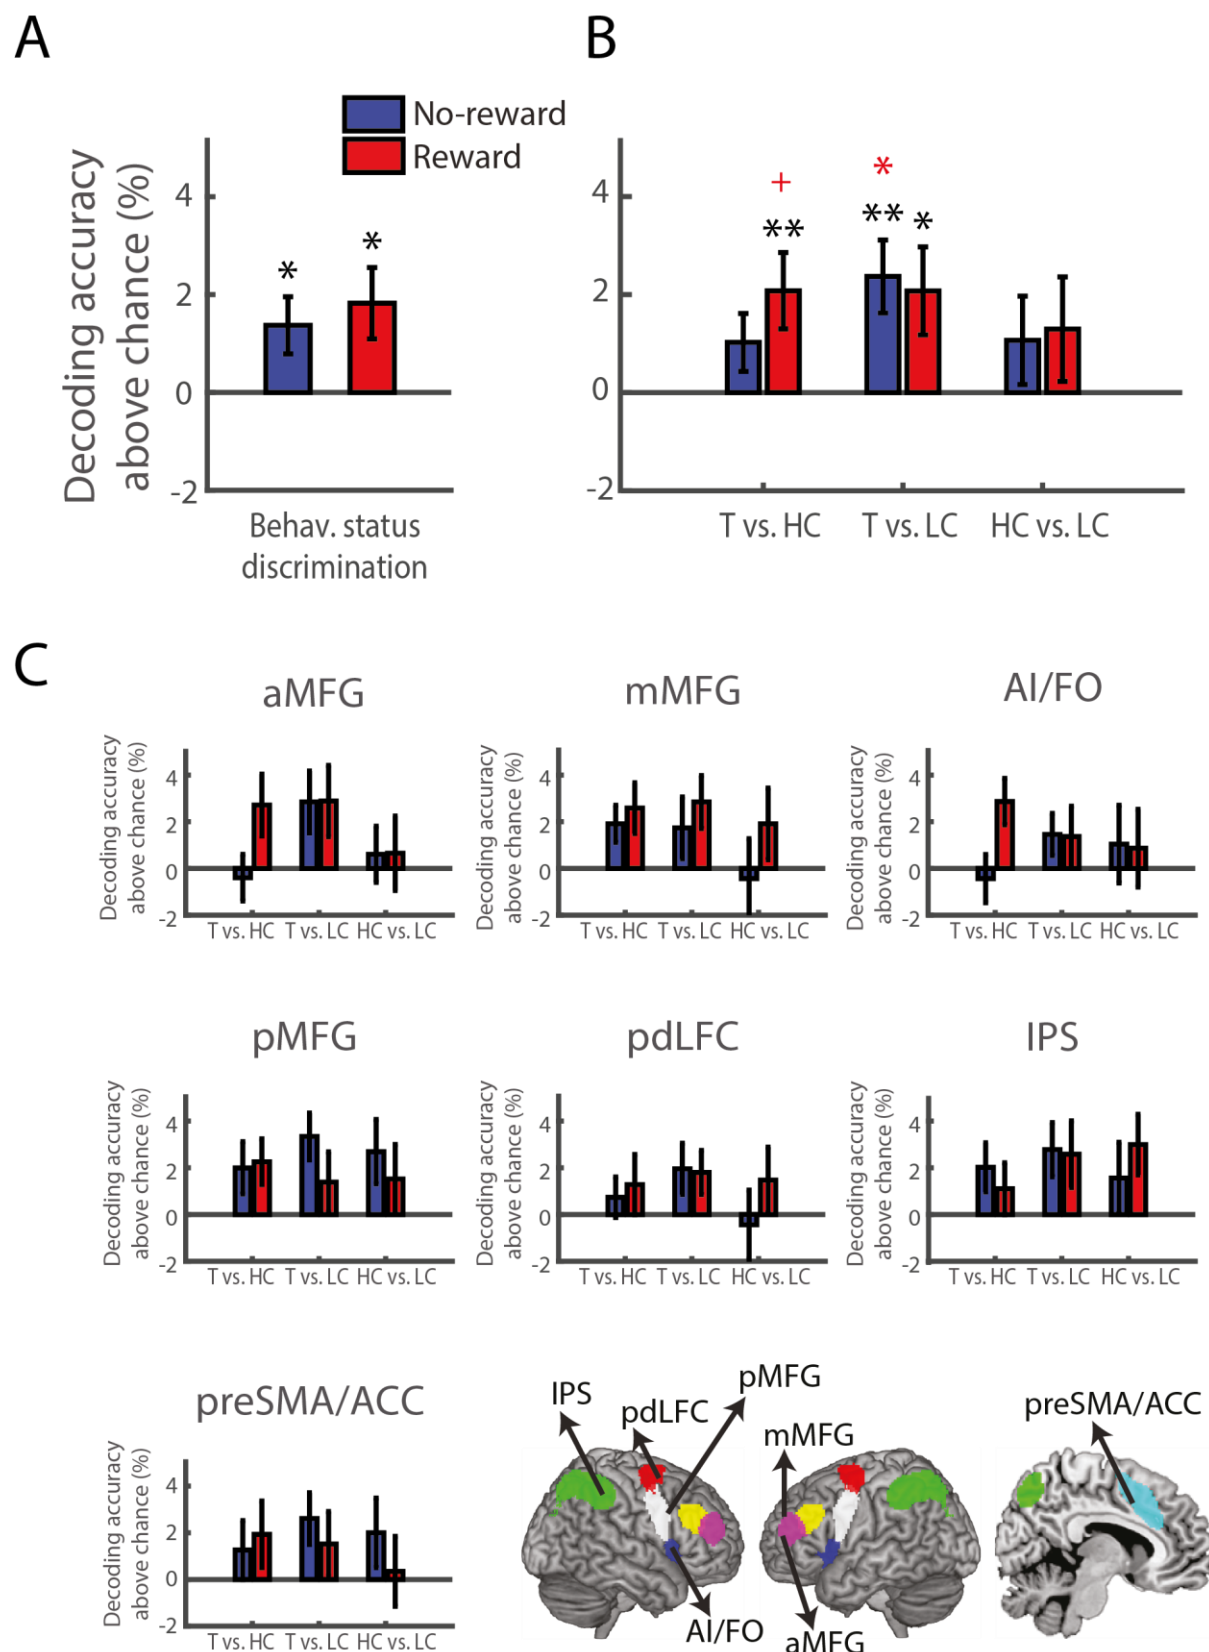 A
B
No-reward
Reward
Decoding accuracy
above chance (%)
4
2
0
-2
*
*
Behav. status
discrimination
4
2
0
-2
+
**
*
**
*
T vs. HC
T vs. LC
HC vs. LC
C
aMFG
Decoding accuracy
above chance (%)
4
2
0
-2
T vs. HC
T vs. LC
HC vs. LC
mMFG
Decoding accuracy
above chance (%)
4
2
0
-2
T vs. HC
T vs. LC
HC vs. LC
AI/FO
Decoding accuracy
above chance (%)
4
2
0
-2
T vs. HC
T vs. LC
HC vs. LC
pMFG
Decoding accuracy
above chance (%)
4
2
0
-2
T vs. HC
T vs. LC
HC vs. LC
pdLFC
Decoding accuracy
above chance (%)
4
2
0
-2
T vs. HC
T vs. LC
HC vs. LC
IPS
Decoding accuracy
above chance (%)
4
2
0
-2
T vs. HC
T vs. LC
HC vs. LC
preSMA/ACC
Decoding accuracy
above chance (%)
4
2
0
-2
T vs. HC
T vs. LC
HC vs. LC
IPS
pdLFC
pMFG
mMFG
preSMA/ACC
AI/FO
aMFG